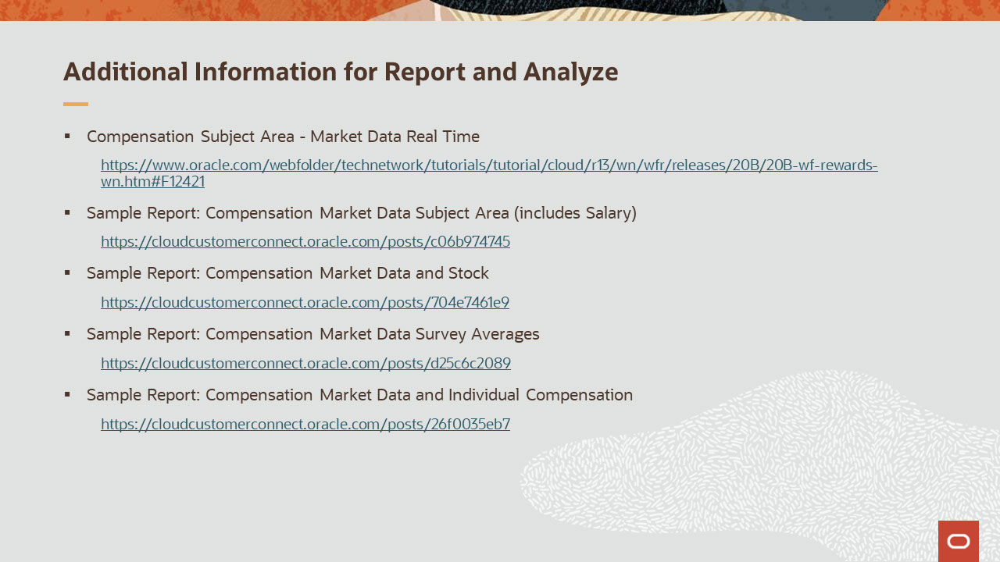 Additional Information for Report and Analyze
▪ Compensation Subject Area - Market Data Real Time
https://www.oracle.com/webfolder/technetwork/tutorials/tutorial/cloud/r13/wn/wfr/releases/20B/20B-wf-rewards-
wn.htm#F12421
▪ Sample Report: Compensation Market Data Subject Area (includes Salary)
https://cloudcustomerconnect.oracle.com/posts/c06b974745
▪ Sample Report: Compensation Market Data and Stock
https://cloudcustomerconnect.oracle.com/posts/704e7461e9
▪ Sample Report: Compensation Market Data Survey Averages
https://cloudcustomerconnect.oracle.com/posts/d25c6c2089
▪ Sample Report: Compensation Market Data and Individual Compensation
https://cloudcustomerconnect.oracle.com/posts/26f0035eb7